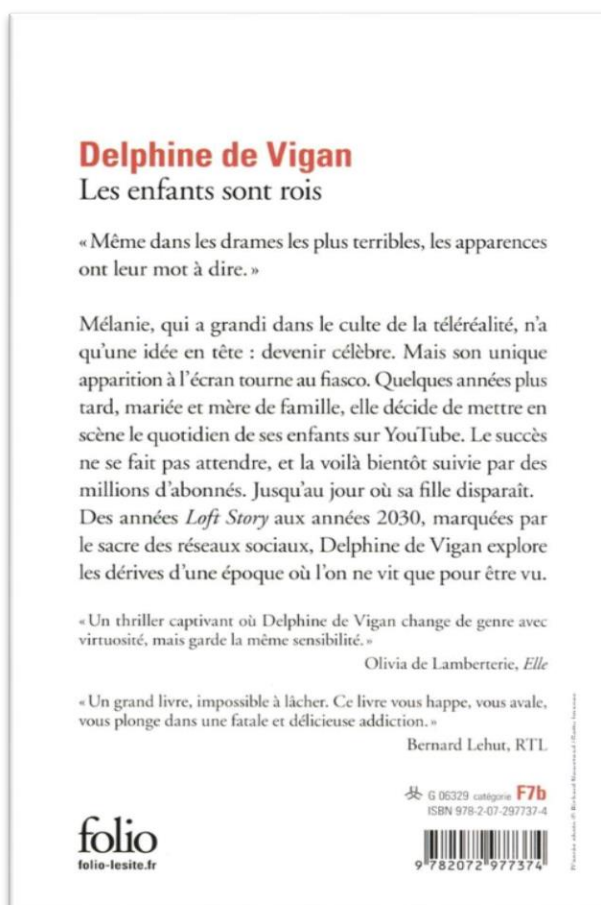 Delphine de Vigan
Les enfants sont rois
« Même dans les drames les plus terribles, les apparences
ont leur mot à dire. »
Mélanie, qui a grandi dans le culte de la téléréalité, n'a
qu'une idée en tête : devenir célèbre. Mais son unique
apparition à l'écran tourne au fiasco. Quelques années plus
tard, mariée et mère de famille, elle décide de mettre en
scène le quotidien de ses enfants sur YouTube. Le succès
ne se fait pas attendre, et la voilà bientôt suivie par des
millions d'abonnés. Jusqu'au jour où sa fille disparaît.
Des années Loft Story aux années 2030, marquées par
le sacre des réseaux sociaux, Delphine de Vigan explore
les dérives d'une époque où l'on ne vit que pour être vu.
« Un thriller captivant où Delphine de Vigan change de genre avec
virtuosité, mais garde la même sensibilité. »
Olivia de Lamberterie, Elle
« Un grand livre, impossible à lâcher. Ce livre vous happe, vous avale,
vous plonge dans une fatale et délicieuse addiction. »
Bernard Lehut, RTL
G 06329 catégorie F7b
ISBN 978-2-07-297737-4
folio
folio-lesite.fr
9 782072 977374
D'après photo © Richard